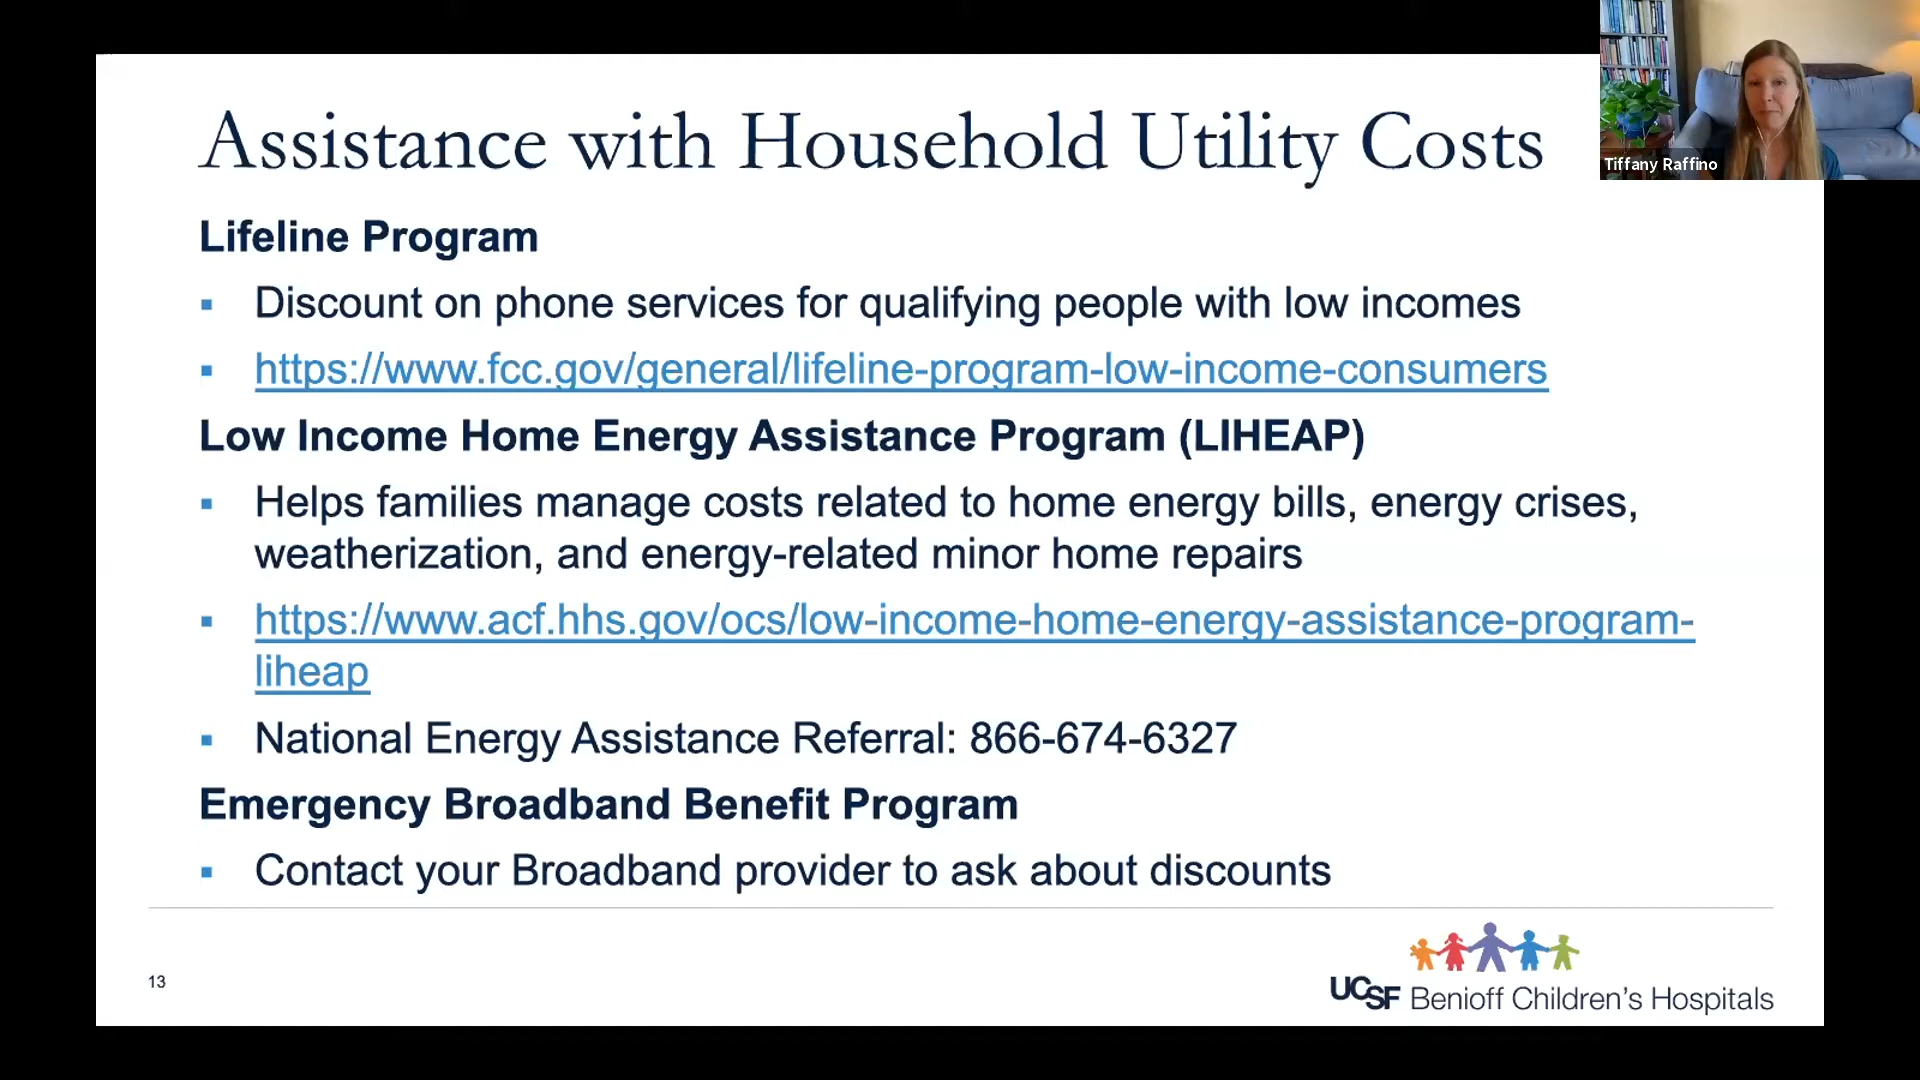 Assistance with Household Utility Costs
Tiffany Raffino
Lifeline Program
▪ Discount on phone services for qualifying people with low incomes
▪ https://www.fcc.gov/general/lifeline-program-low-income-consumers
Low Income Home Energy Assistance Program (LIHEAP)
▪ Helps families manage costs related to home energy bills, energy crises,
weatherization, and energy-related minor home repairs
▪ https://www.acf.hhs.gov/ocs/low-income-home-energy-assistance-program-
liheap
▪ National Energy Assistance Referral: 866-674-6327
Emergency Broadband Benefit Program
▪ Contact your Broadband provider to ask about discounts
13
UCSF Benioff Children's Hospitals